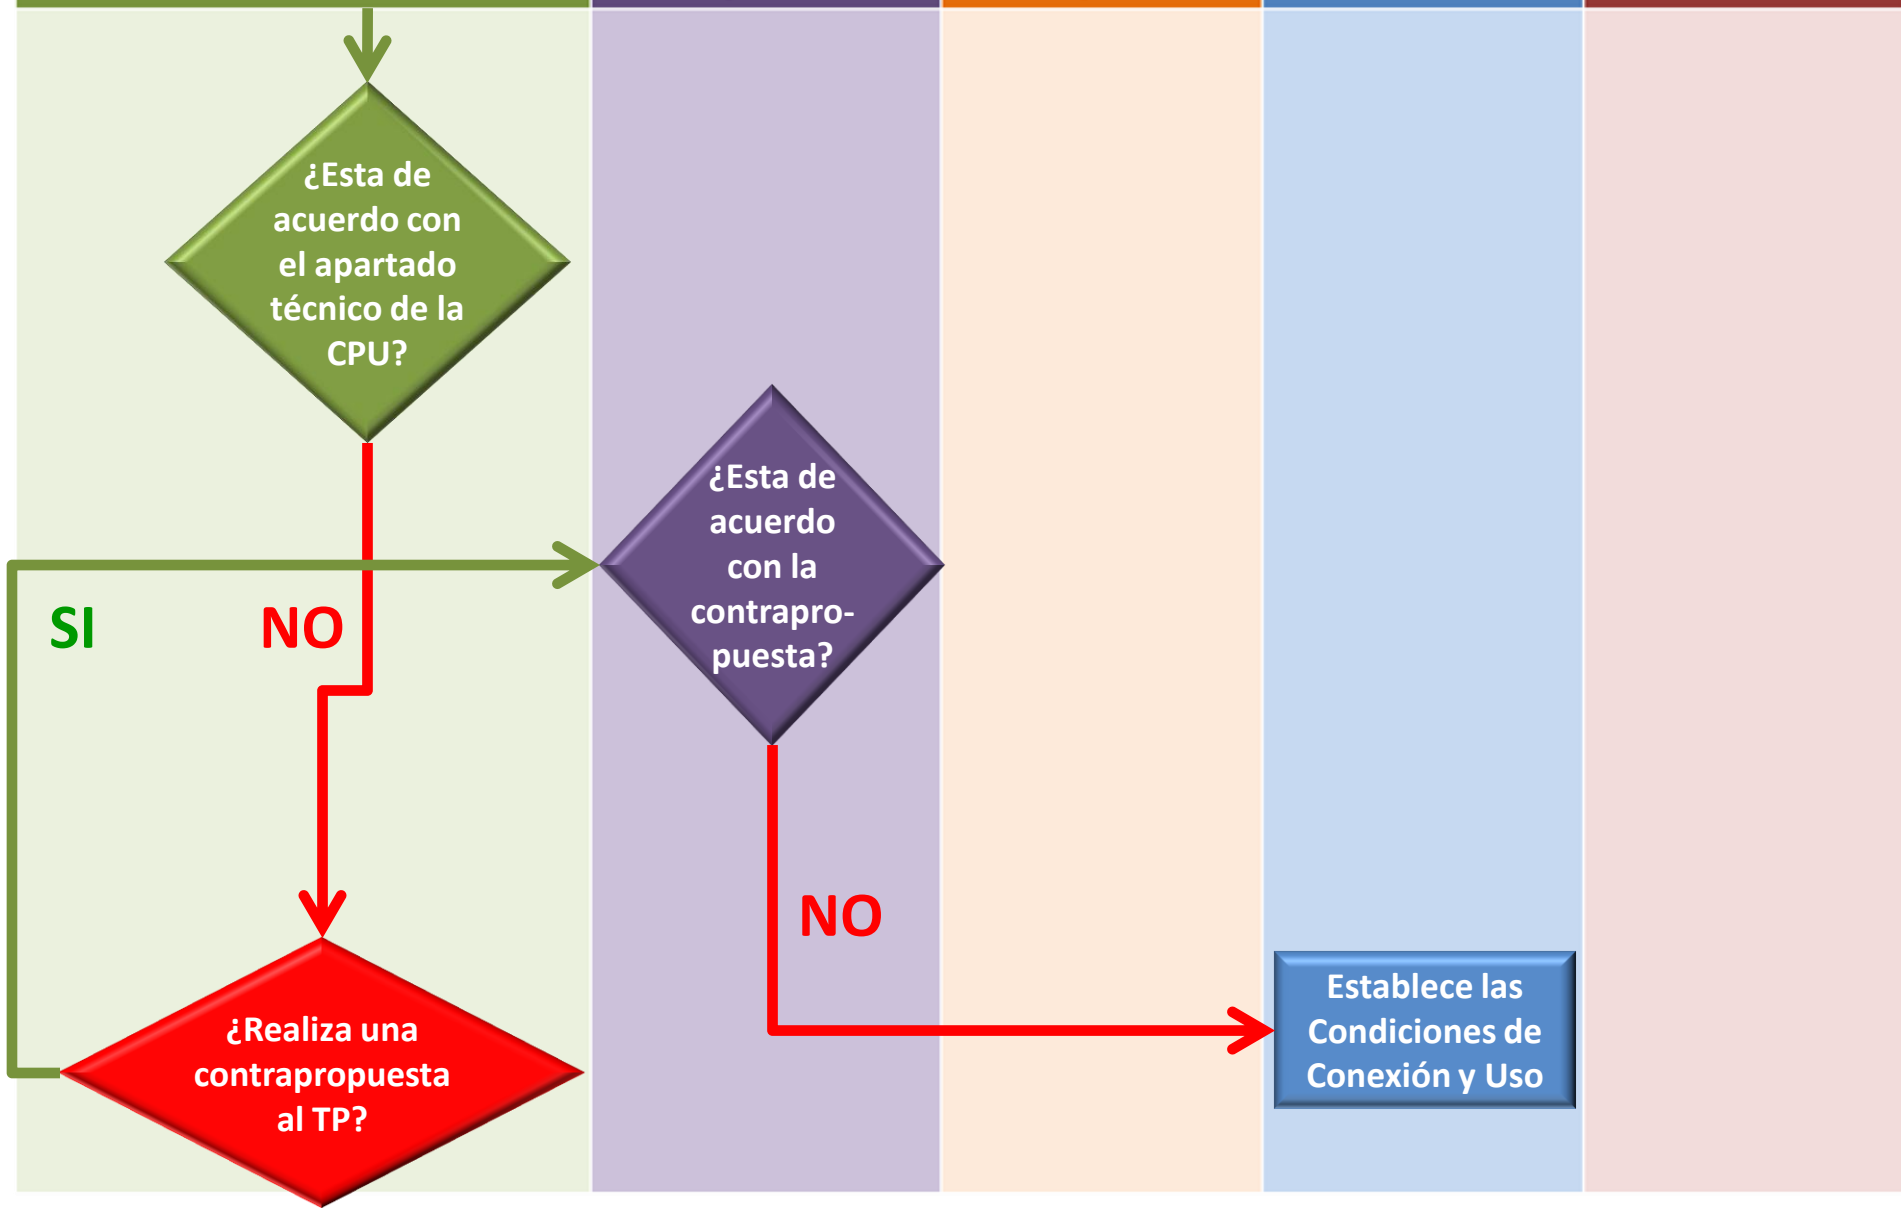 ¿Esta de
acuerdo con
el apartado
técnico de la
CPU?
¿Esta de
acuerdo
con la
contrapro-
puesta?
SI
NO
NO
¿Realiza una
contrapropuesta
al TP?
Establece las
Condiciones de
Conexión y Uso